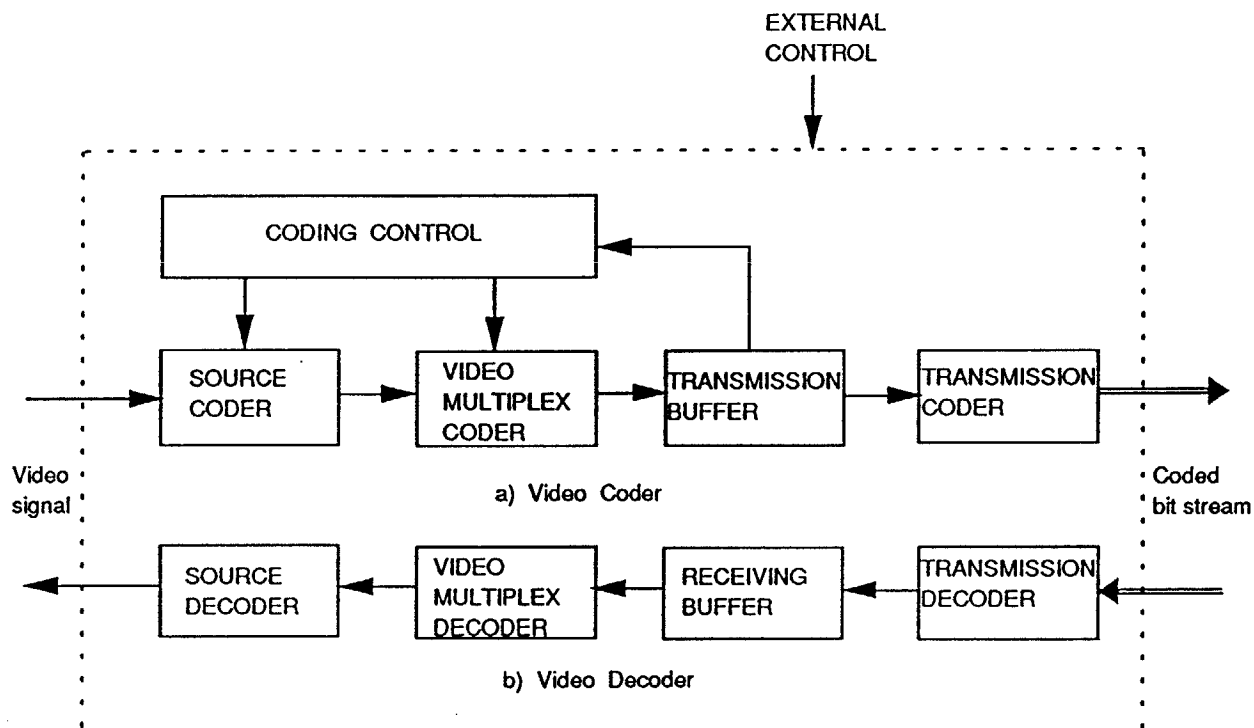 EXTERNAL
CONTROL
CODING CONTROL
SOURCE
CODER
VIDEO
MULTIPLEX
CODER
TRANSMISSION
BUFFER
TRANSMISSION
CODER
Video
signal
a) Video Coder
Coded
bit stream
SOURCE
DECODER
VIDEO
MULTIPLEX
DECODER
RECEIVING
BUFFER
TRANSMISSION
DECODER
b) Video Decoder